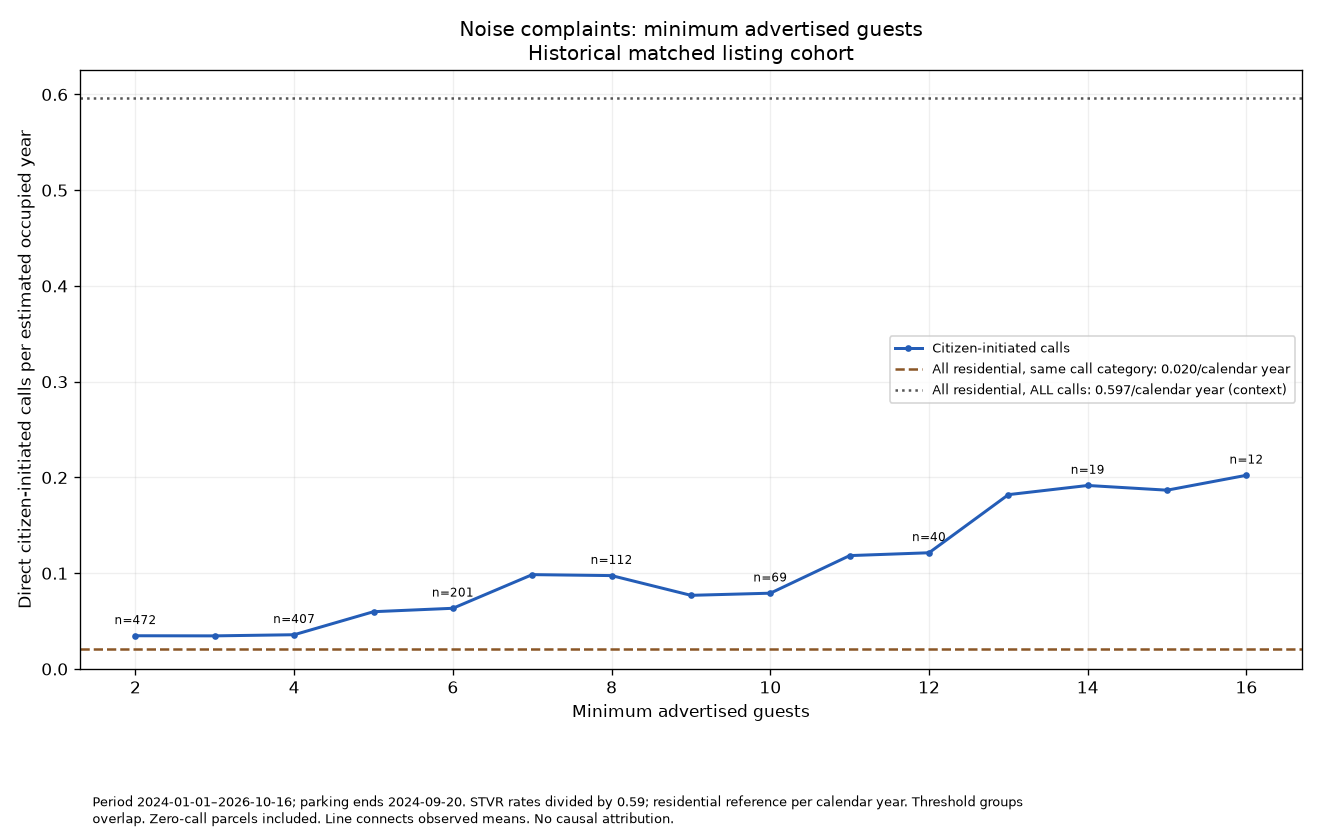 Noise complaints: minimum advertised guests
Historical matched listing cohort
Direct citizen-initiated calls per estimated occupied year
0.6
0.5
0.4
0.3
0.2
0.1
0.0
Citizen-initiated calls
All residential, same call category: 0.020/calendar year
All residential, ALL calls: 0.597/calendar year (context)
n=472
n=407
n=201
n=112
n=69
n=40
n=19
n=12
2
4
6
8
10
12
14
16
Minimum advertised guests
Period 2024-01-01–2026-10-16; parking ends 2024-09-20. STVR rates divided by 0.59; residential reference per calendar year. Threshold groups
overlap. Zero-call parcels included. Line connects observed means. No causal attribution.